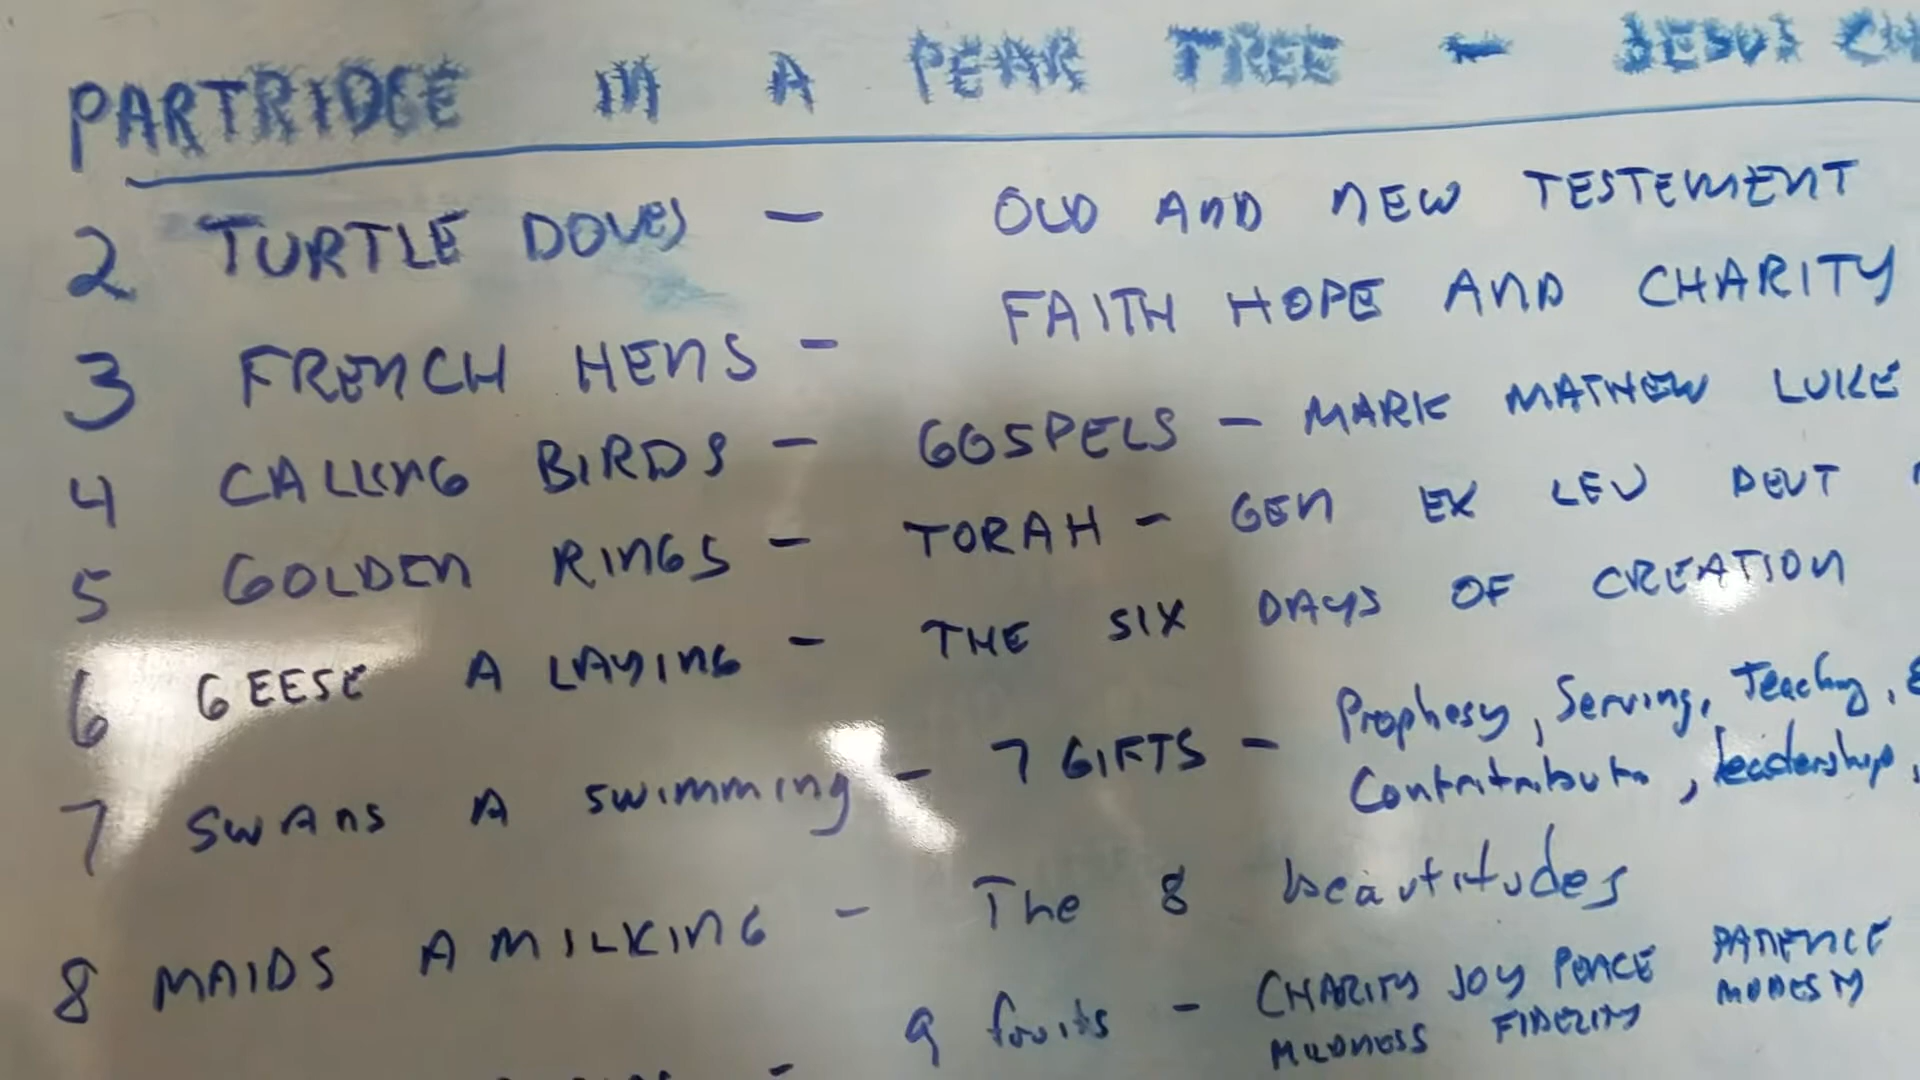 PARTRIDGE IN A PEAR TREE - JESUS CH
2 TURTLE DOVES - OLD AND NEW TESTEMENT
3 FRENCH HENS - FAITH HOPE AND CHARITY
4 CALLING BIRDS - GOSPELS - MARK MATHEW LUKE
5 GOLDEN RINGS - TORAH - GEN EX LEV DEUT
6 GEESE A LAYING - THE SIX DAYS OF CREATION
7 SWANS A swimming - 7 GIFTS - Prophesy, Serving, Teaching,
Contritributn, leadership,
8 MAIDS A MILKING - The 8 beautitudes
9 fruits - CHARITY JOY PEACE PATIENCE
MILDNESS FIDELITY MODESTY